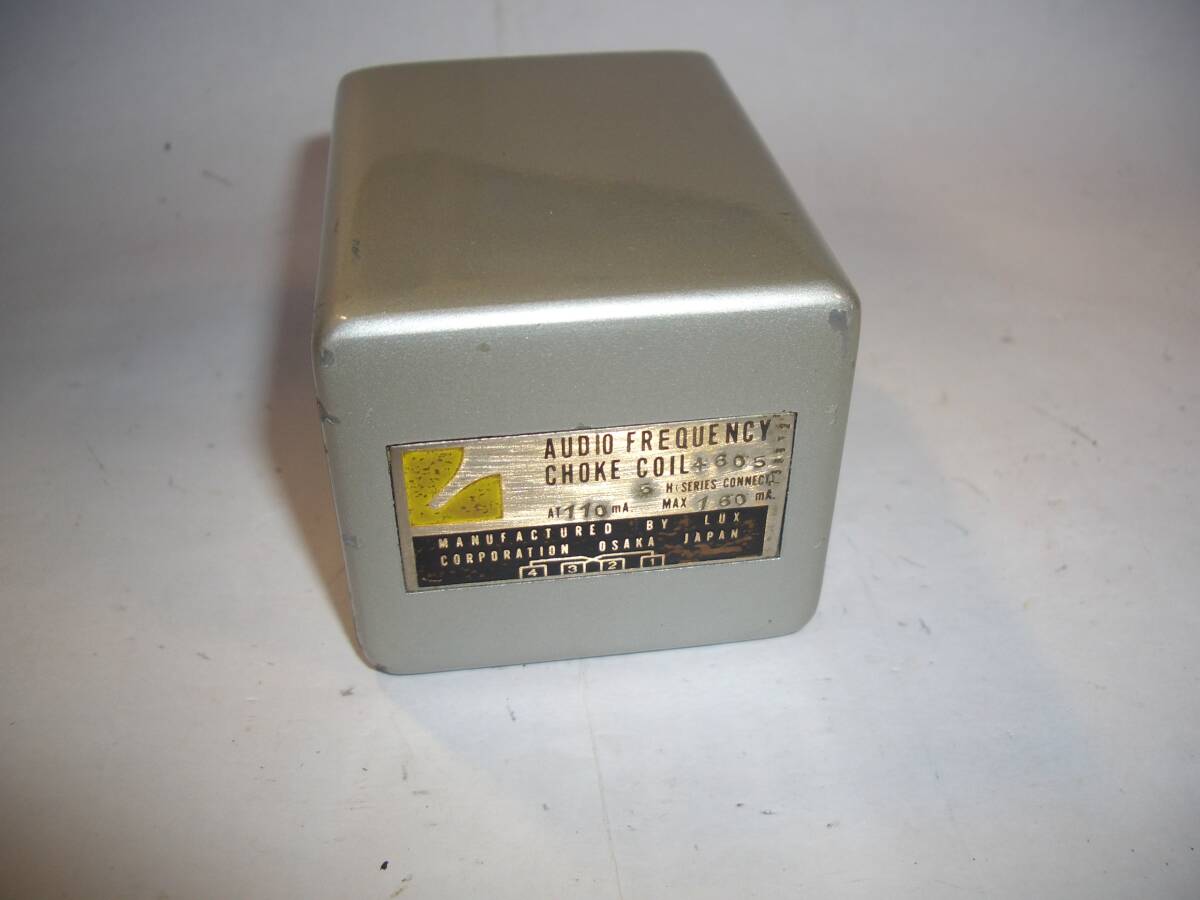 AUDIO FREQUENCY
CHOKE COIL 4605
5 H (SERIES CONNECT)
AT 110 mA. MAX 160 mA.
MANUFACTURED BY LUX
CORPORATION OSAKA JAPAN
4 3 2 1